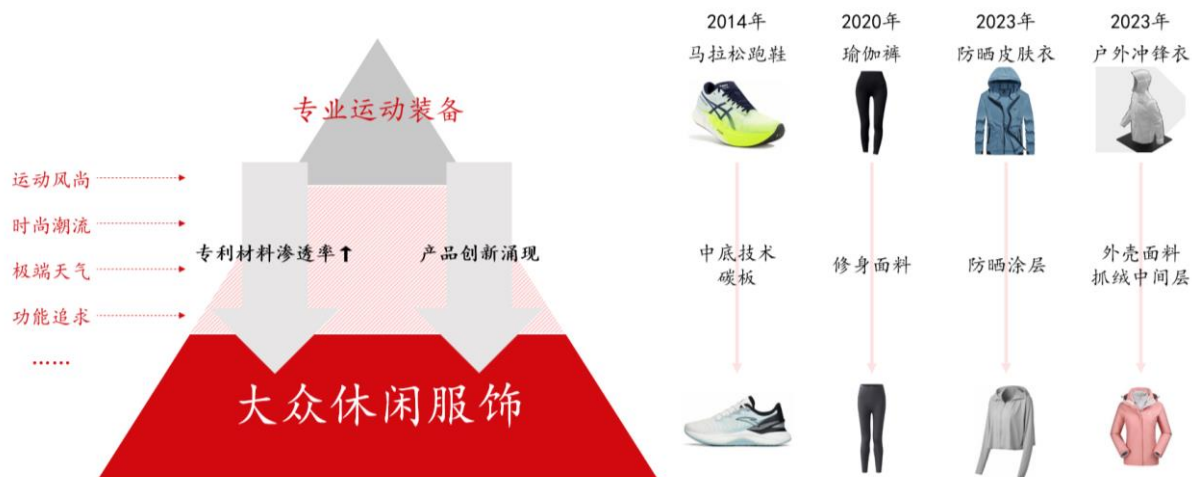 专业运动装备
运动风尚
时尚潮流
极端天气
功能追求
......
专利材料渗透率↑
产品创新涌现
大众休闲服饰
2014年
马拉松跑鞋
中底技术
碳板
2020年
瑜伽裤
修身面料
2023年
防晒皮肤衣
防晒涂层
2023年
户外冲锋衣
外壳面料
抓绒中间层